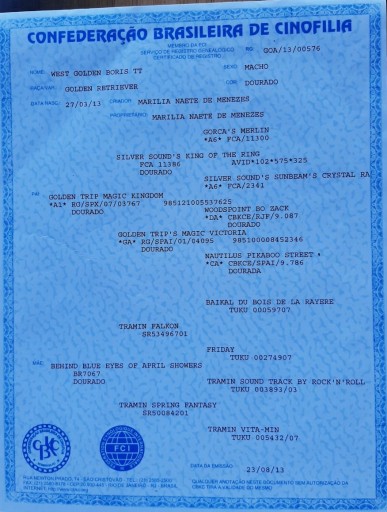 CONFEDERAÇÃO BRASILEIRA DE CINOFILIA
MEMBRO DA FCI
SERVIÇO DE REGISTRO GENEALÓGICO
CERTIFICADO DE REGISTRO
RG: GOA/13/00576
NOME: WEST GOLDEN BORIS TT
SEXO: MACHO
RAÇA/VAR: GOLDEN RETRIEVER
COR: DOURADO
DATA NASC: 27/03/13 CRIADOR: MARILIA NAETE DE MENEZES
PROPRIETÁRIO: MARILIA NAETE DE MENEZES
GORCA'S MERLIN
*A6* FCA/11300
SILVER SOUND'S KING OF THE RING
FCA 11386 AVID*102*575*325
DOURADO
SILVER SOUND'S SUNBEAM'S CRYSTAL RA
*A6* FCA/2341
PAI:
GOLDEN TRIP MAGIC KINGDOM
*A1* RG/SPX/07/03767 985121005537625
DOURADO
WOODSPOINT BO ZACK
*DA* CBKCE/RJP/9.087
DOURADO
GOLDEN TRIP'S MAGIC VICTORIA
*GA* RG/SPAI/01/04095 985100008452346
DOURADO
NAUTILUS PIKABOO STREET *
*CA* CBKCE/SPAI/9.786
DOURADA
BAIKAL DU BOIS DE LA RAYERE
TUKU 00059707
TRAMIN FALKON
SR53496701
FRIDAY
TUKU 00274907
MÃE:
BEHIND BLUE EYES OF APRIL SHOWERS
BR7067
DOURADO
TRAMIN SOUND TRACK BY ROCK'N'ROLL
TUKU 003893/03
TRAMIN SPRING FANTASY
SR50084201
TRAMIN VITA-MIN
TUKU 005432/07
CBKC
FCI
DATA DA EMISSÃO:
23/08/13
QUALQUER ANOTAÇÃO NESTE DOCUMENTO SEM AUTORIZAÇÃO DA
CBKC TIRA A VALIDADE DO MESMO